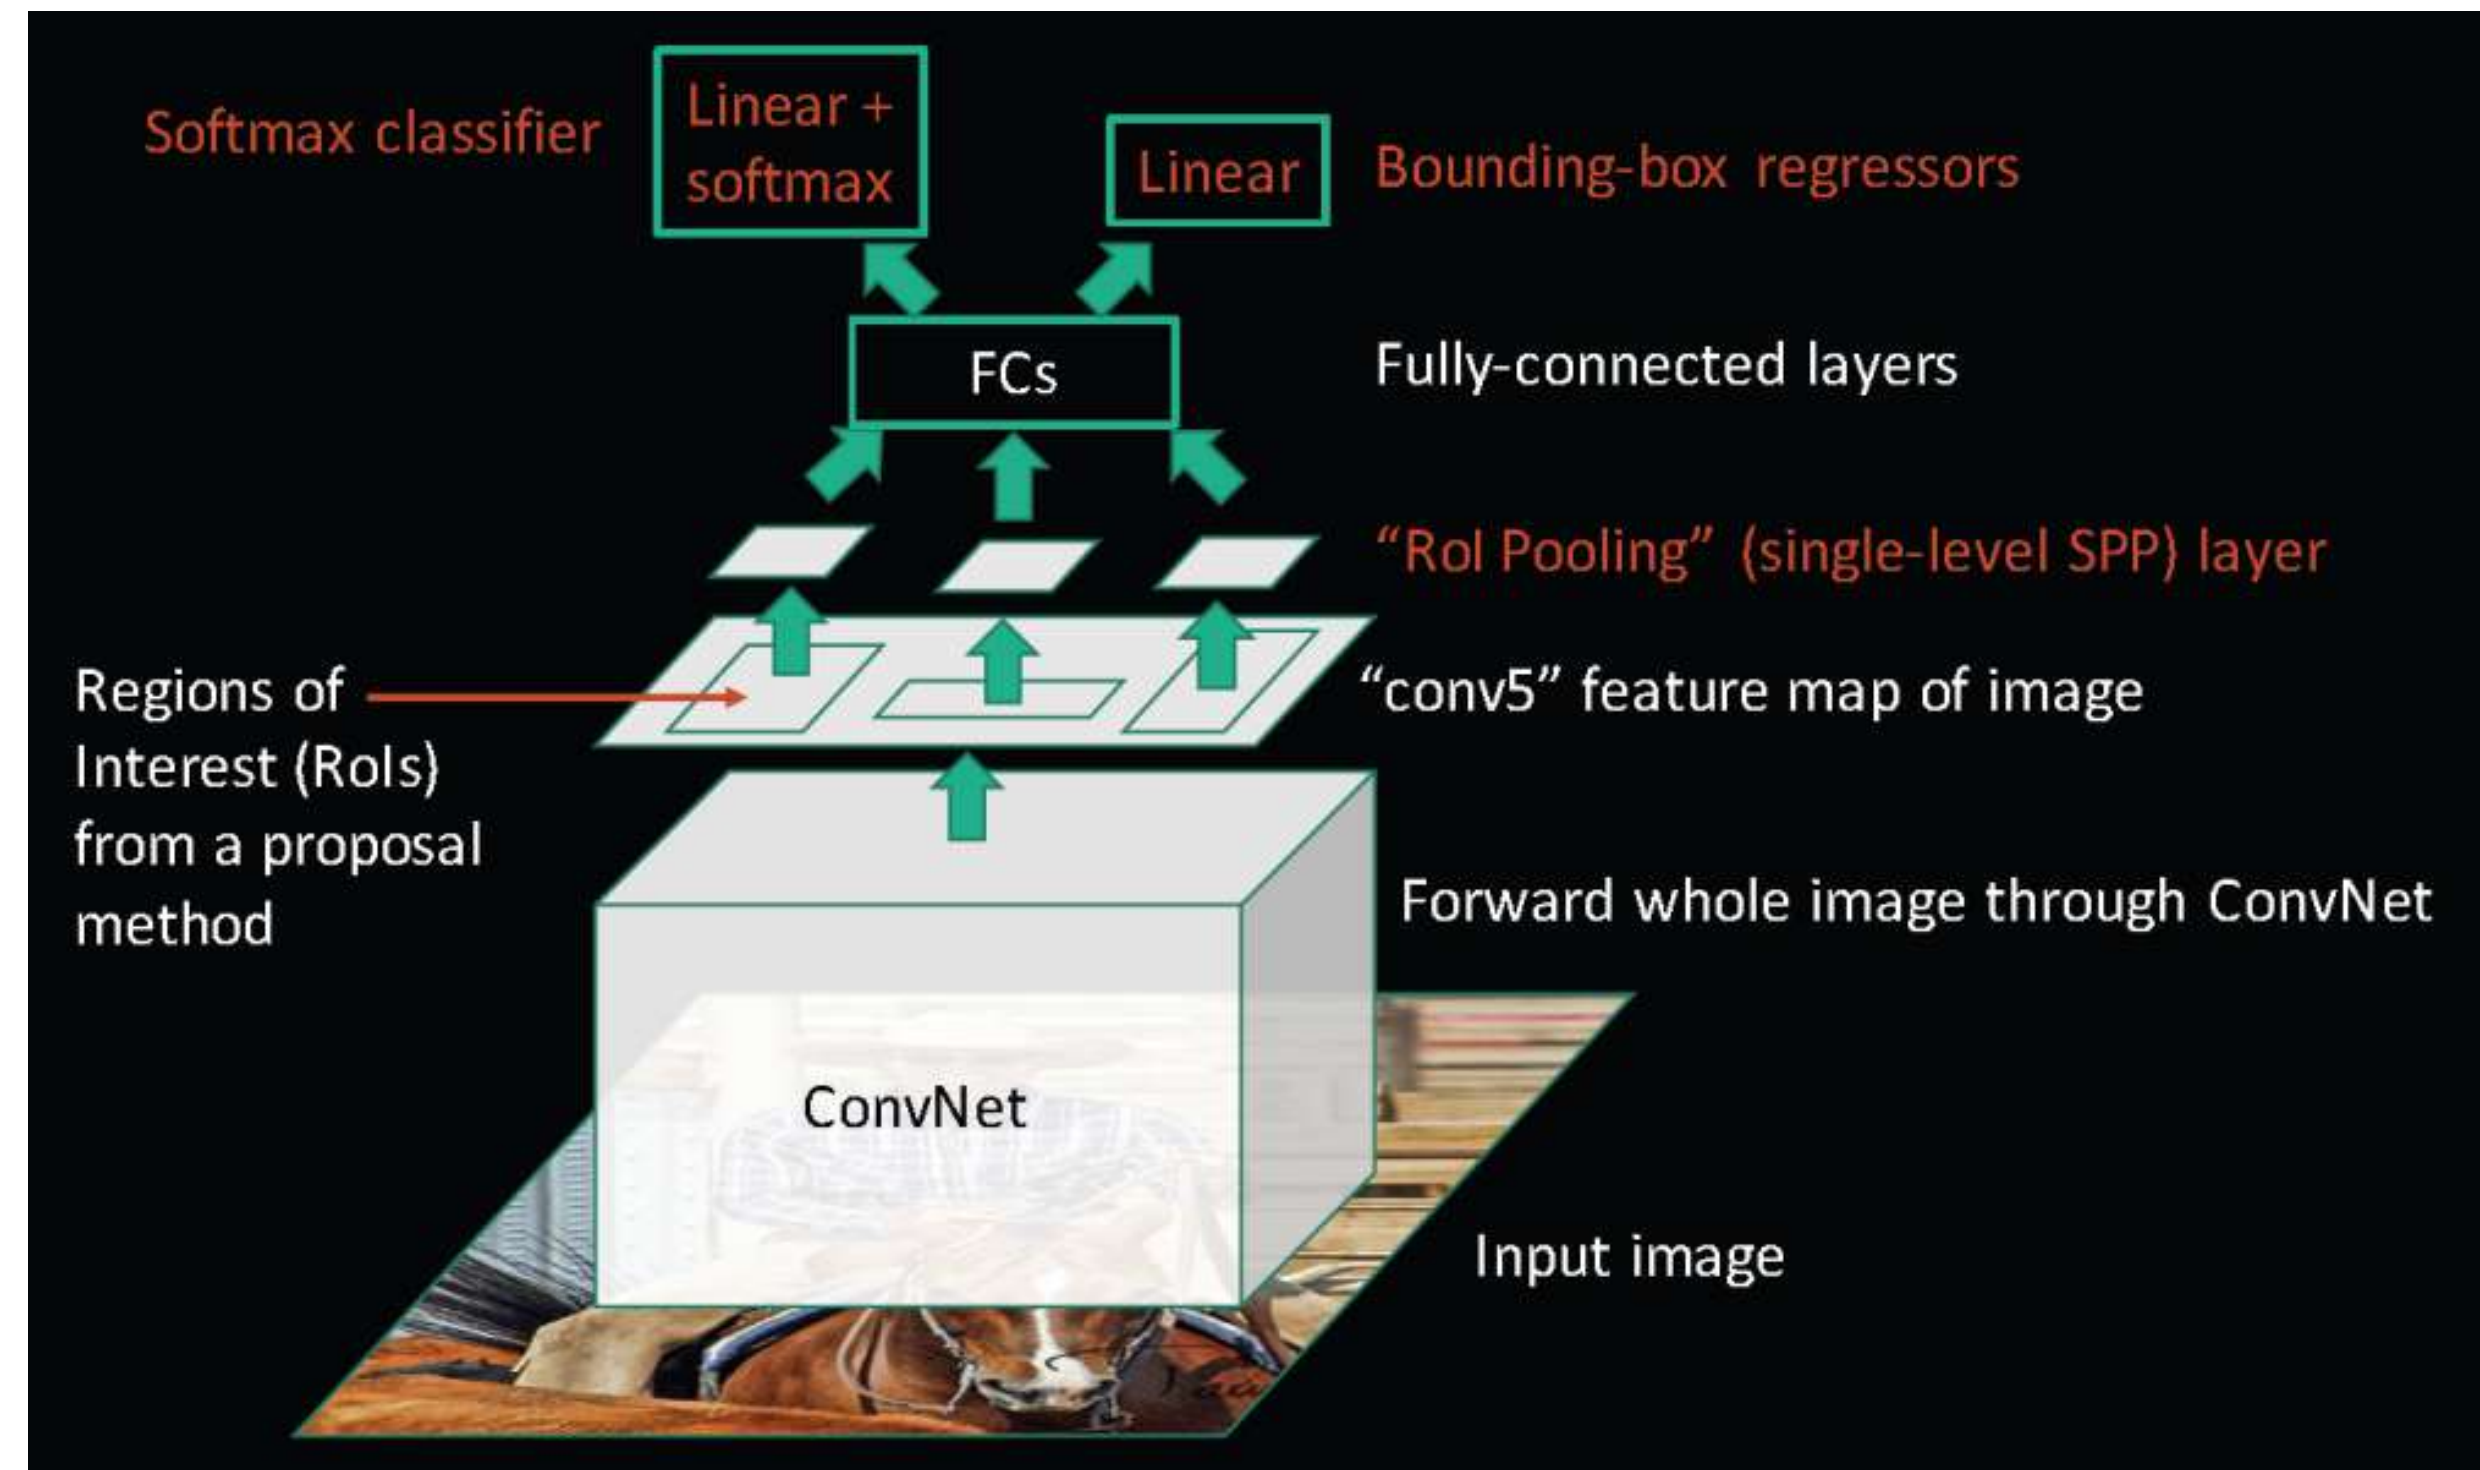 Softmax classifier
Linear +
softmax
Linear
Bounding-box regressors
FCs
Fully-connected layers
“RoI Pooling” (single-level SPP) layer
Regions of
Interest (RoIs)
from a proposal
method
“conv5” feature map of image
Forward whole image through ConvNet
ConvNet
Input image